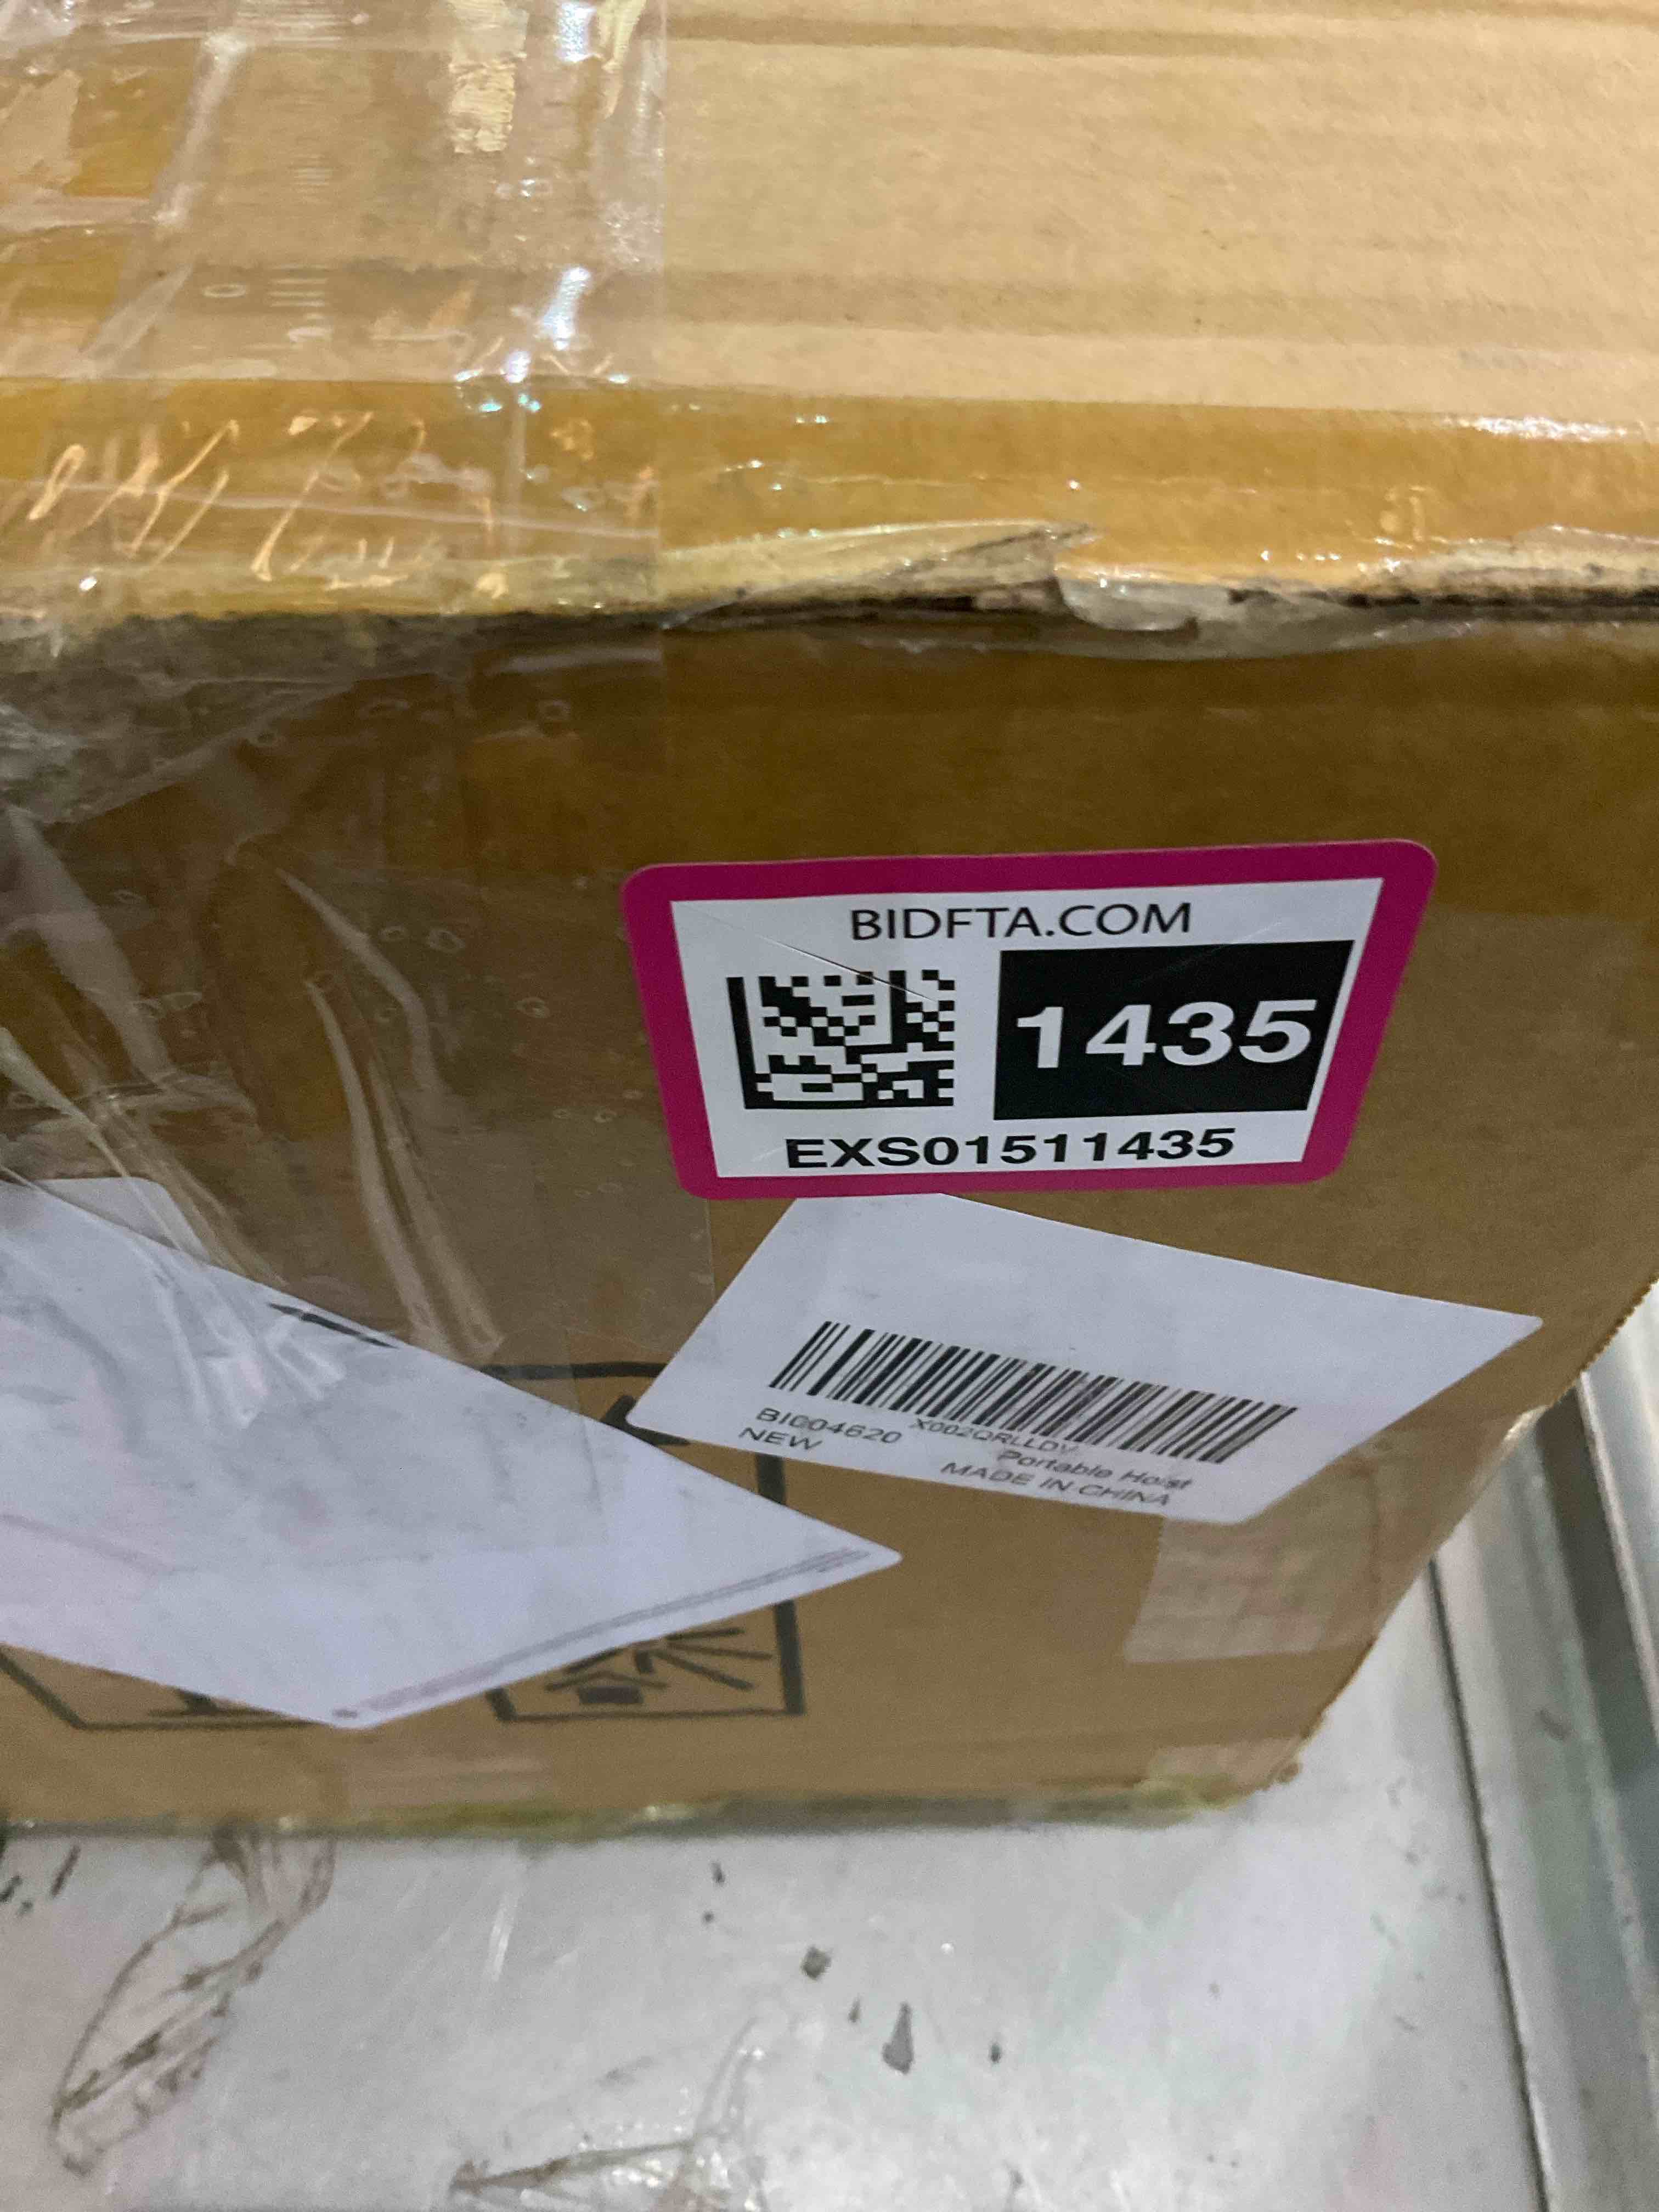 BIDFTA.COM
1435
EXS01511435
X002QRLLDV
BI004620
Portable Hoist
NEW
MADE IN CHINA